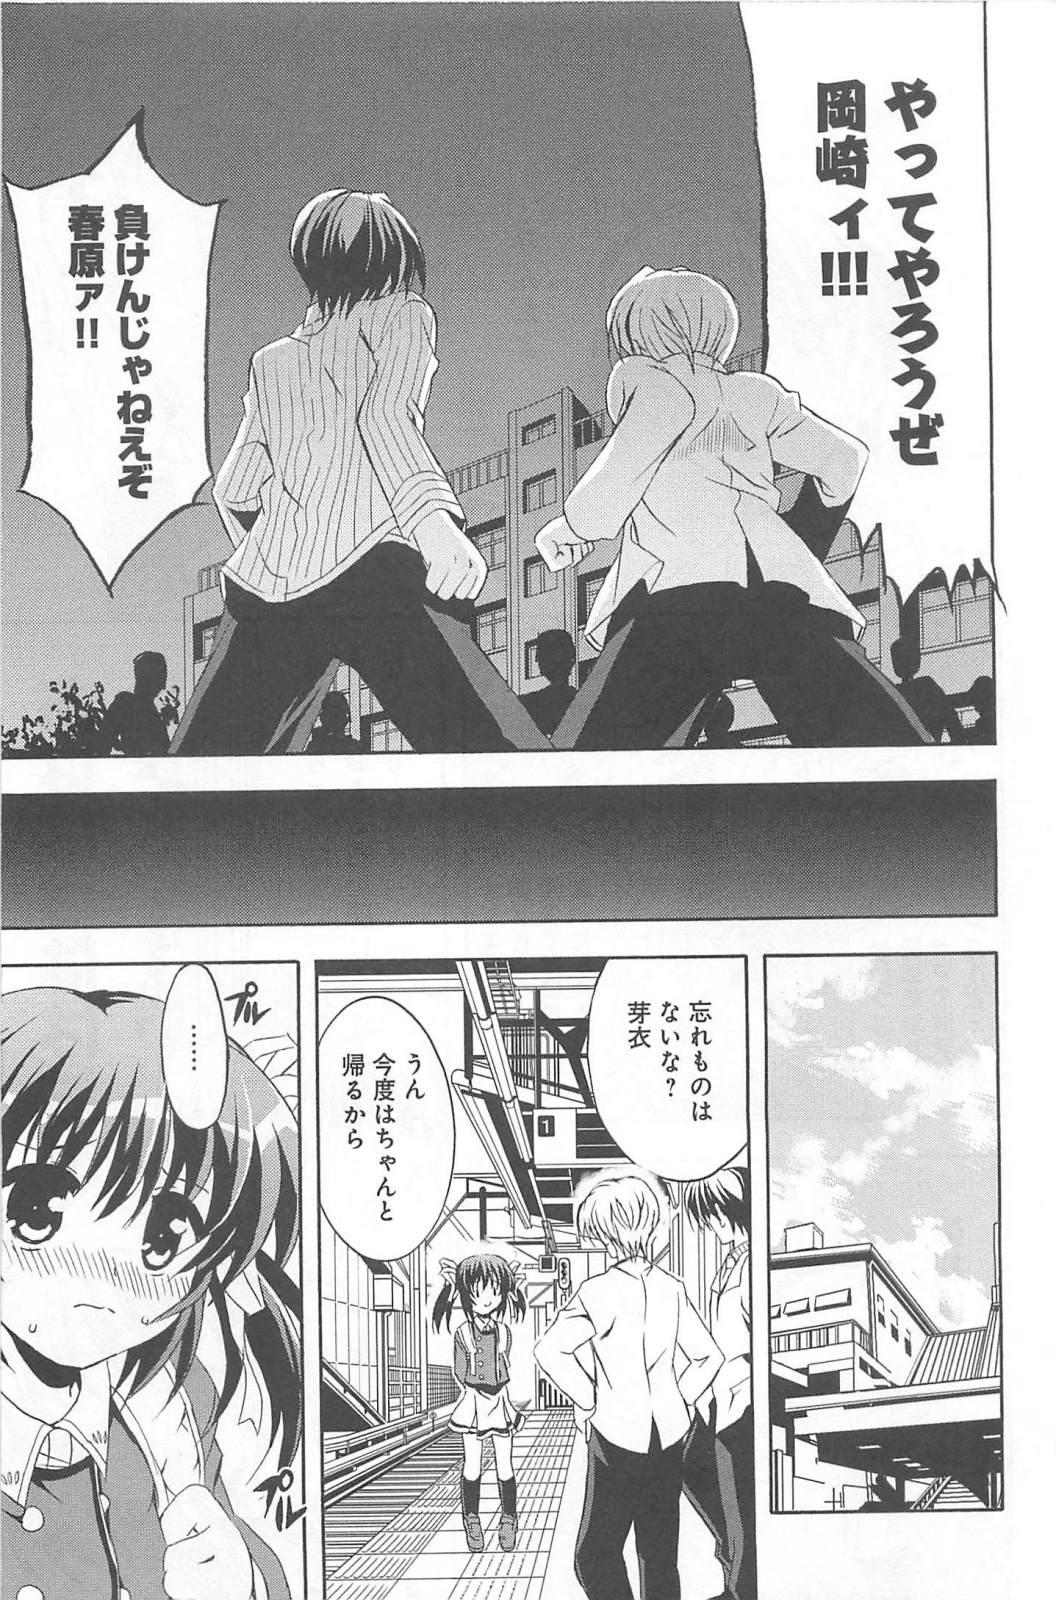 やってやろうぜ
岡崎ィ!!!
負けんじゃねえぞ
春原ァ!!
忘れものは
ないな?
芽衣
1
うん
今度はちゃんと
帰るから
プル
……
プル